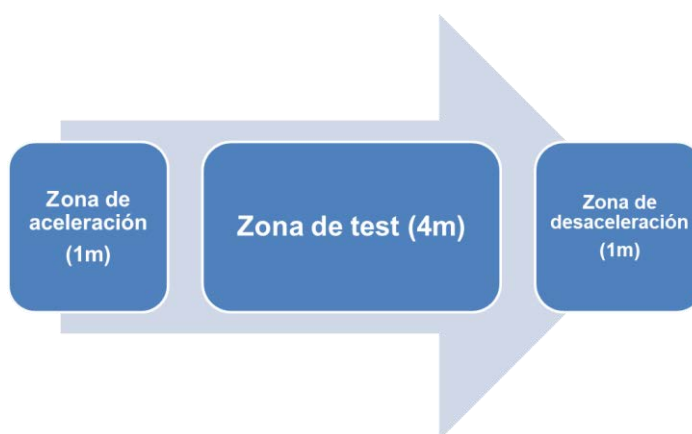 Zona de
aceleración
(1m)
Zona de test (4m)
Zona de
desaceleración
(1m)